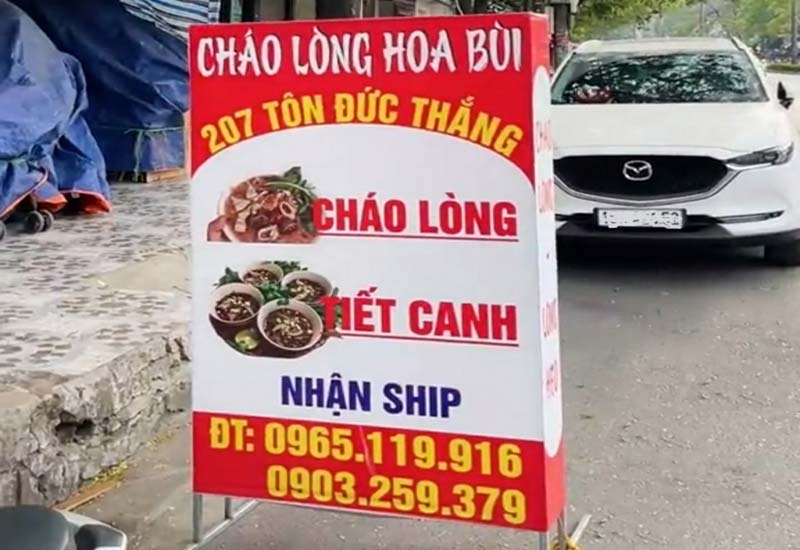 CHÁO LÒNG HOA BÙI
207 TÔN ĐỨC THẮNG
CHÁO LÒNG
TIẾT CANH
NHẬN SHIP
ĐT: 0965.119.916
0903.259.379